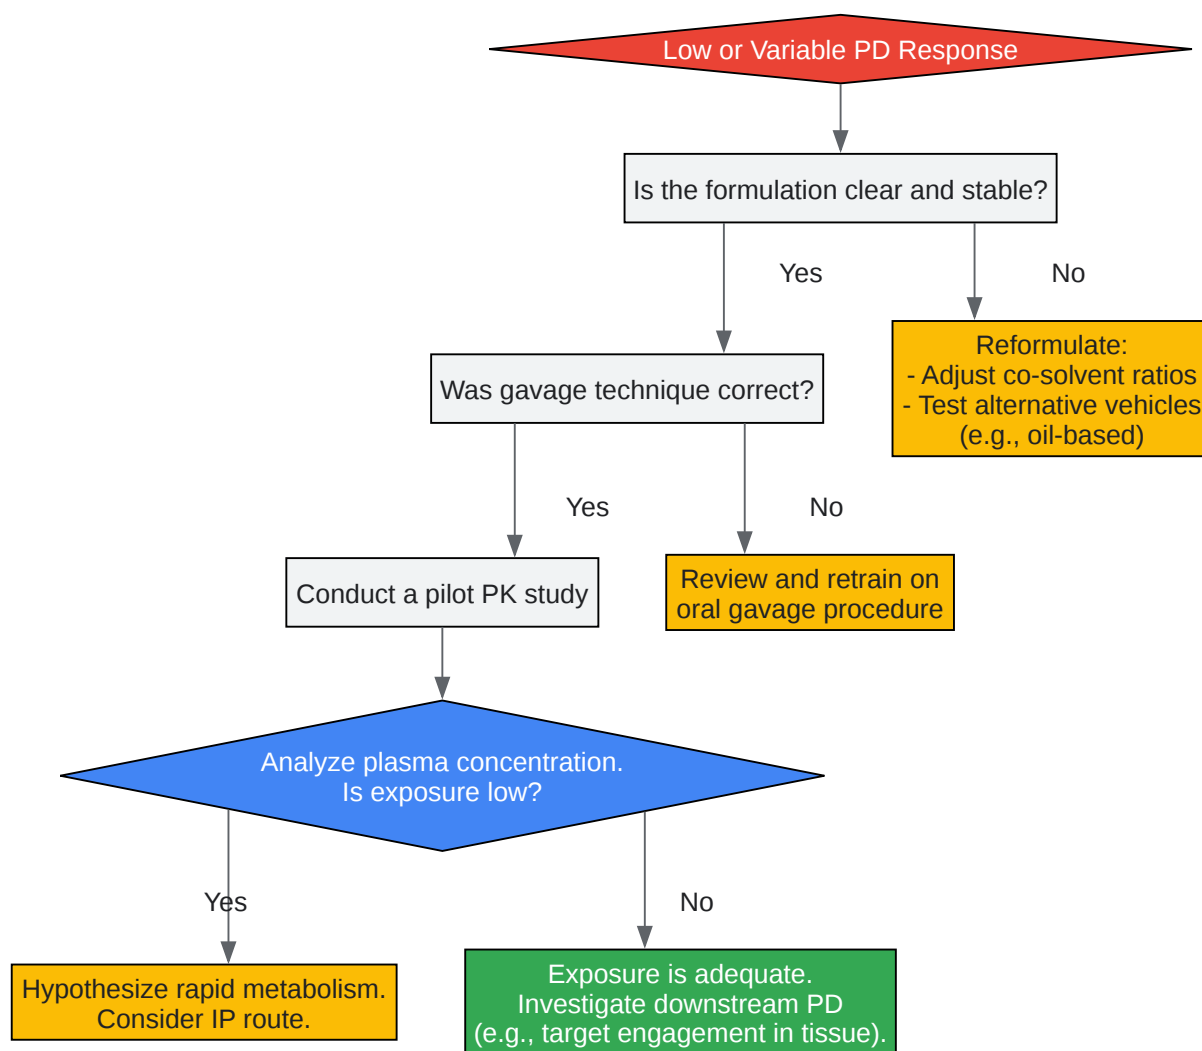 Low or Variable PD Response
Is the formulation clear and stable?
Yes
No
Reformulate:
- Adjust co-solvent ratios
- Test alternative vehicles
(e.g., oil-based)
Was gavage technique correct?
Yes
No
Review and retrain on
oral gavage procedure
Conduct a pilot PK study
Analyze plasma concentration.
Is exposure low?
Yes
No
Hypothesize rapid metabolism.
Consider IP route.
Exposure is adequate.
Investigate downstream PD
(e.g., target engagement in tissue).